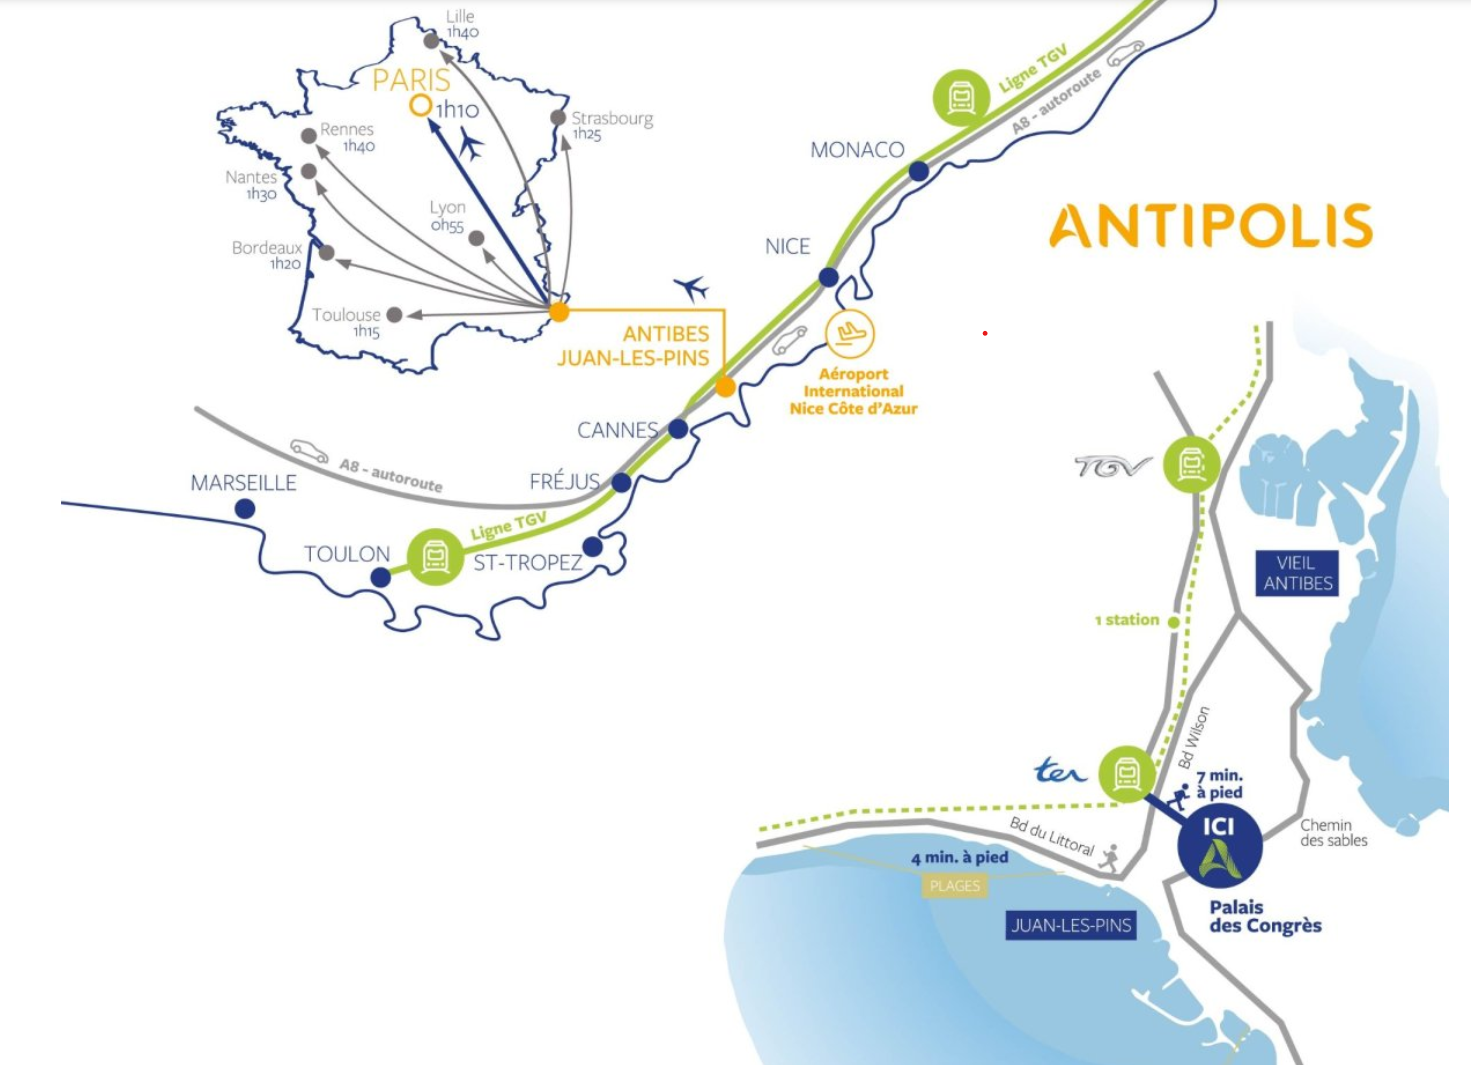 Lille
1h40
PARIS
1h10
Strasbourg
1h25
Rennes
1h40
Nantes
1h30
Lyon
0h55
Bordeaux
1h20
Toulouse
1h15
ANTIBES
JUAN-LES-PINS
Ligne TGV
A8 - autoroute
MONACO
NICE
Aéroport
International
Nice Côte d'Azur
CANNES
FRÉJUS
A8 - autoroute
MARSEILLE
Ligne TGV
TOULON
ST-TROPEZ
ANTIPOLIS
TGV
VIEIL
ANTIBES
1 station
Bd Wilson
ter
7 min.
à pied
ICI
Chemin
des sables
Bd du Littoral
4 min. à pied
PLAGES
JUAN-LES-PINS
Palais
des Congrès